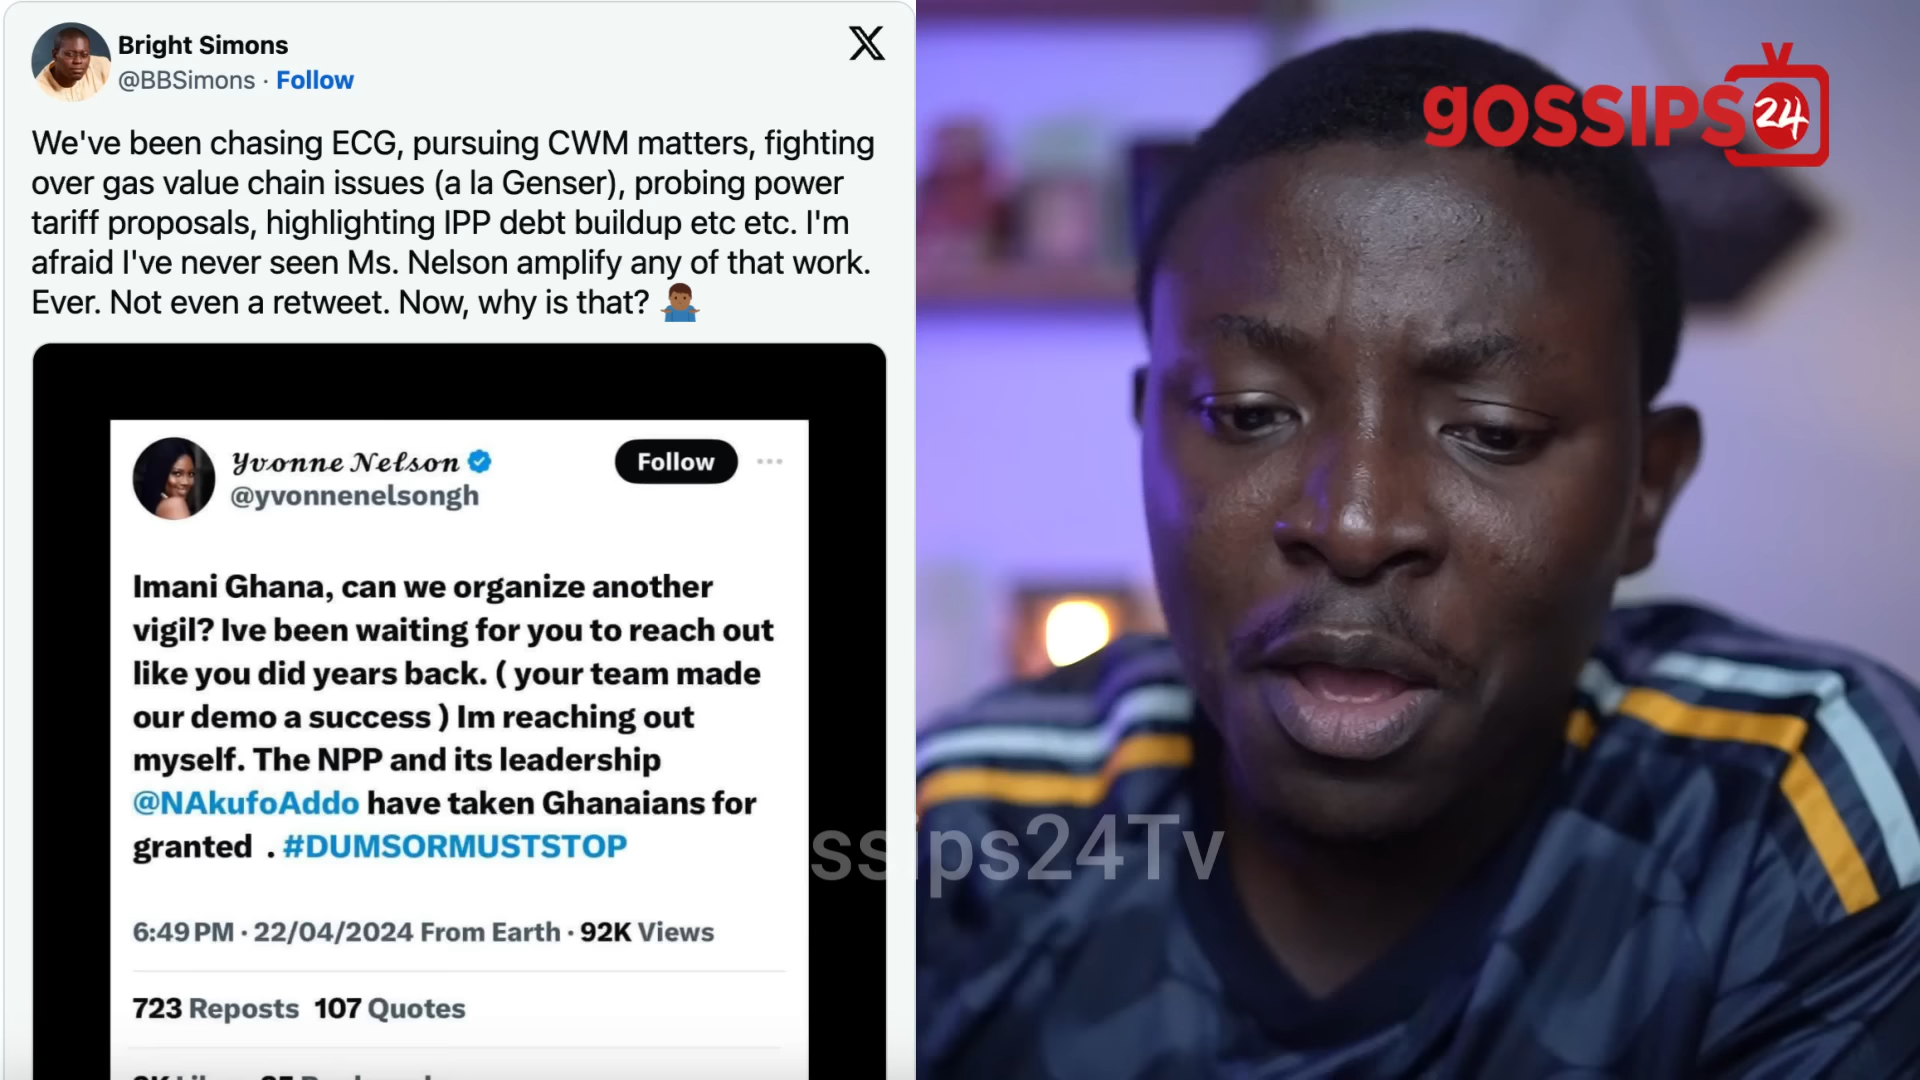 Bright Simons
@BBSimons · Follow
We've been chasing ECG, pursuing CWM matters, fighting
over gas value chain issues (a la Genser), probing power
tariff proposals, highlighting IPP debt buildup etc etc. I'm
afraid I've never seen Ms. Nelson amplify any of that work.
Ever. Not even a retweet. Now, why is that? 🤷🏾‍♂️
Yvonne Nelson
@yvonnenelsongh
Follow
Imani Ghana, can we organize another
vigil? Ive been waiting for you to reach out
like you did years back. ( your team made
our demo a success ) Im reaching out
myself. The NPP and its leadership
@NAkufoAddo have taken Ghanaians for
granted . #DUMSORMUSTSTOP
6:49 PM · 22/04/2024 From Earth · 92K Views
723 Reposts 107 Quotes
gOSSIPS 24
ssips24Tv